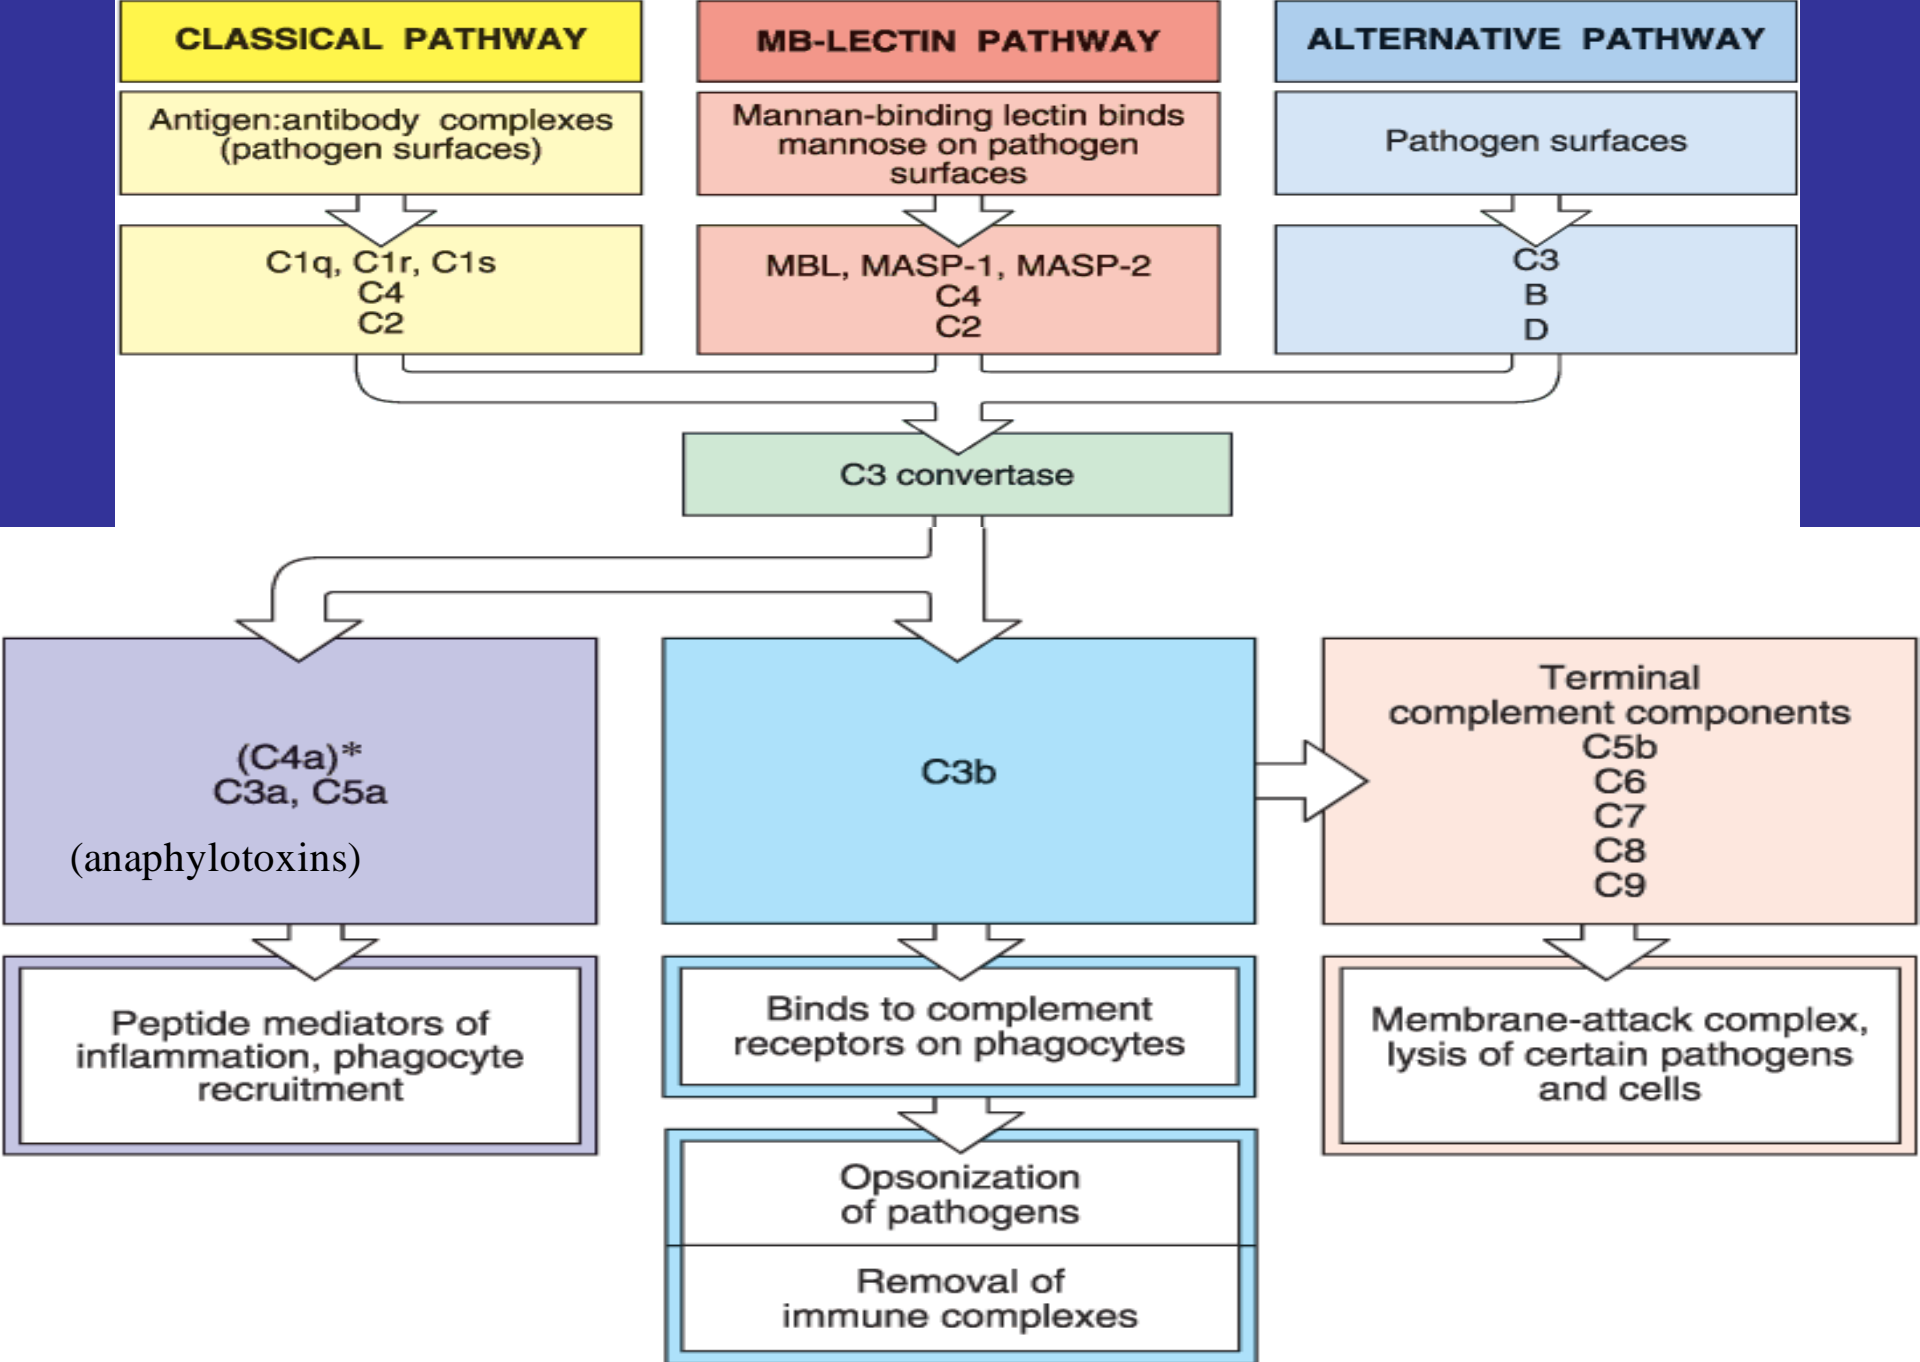 CLASSICAL PATHWAY
Antigen:antibody complexes
(pathogen surfaces)
C1q, C1r, C1s
C4
C2
MB-LECTIN PATHWAY
Mannan-binding lectin binds
mannose on pathogen
surfaces
MBL, MASP-1, MASP-2
C4
C2
ALTERNATIVE PATHWAY
Pathogen surfaces
C3
B
D
C3 convertase
(C4a)*
C3a, C5a
(anaphylotoxins)
Peptide mediators of
inflammation, phagocyte
recruitment
C3b
Binds to complement
receptors on phagocytes
Opsonization
of pathogens
Removal of
immune complexes
Terminal
complement components
C5b
C6
C7
C8
C9
Membrane-attack complex,
lysis of certain pathogens
and cells